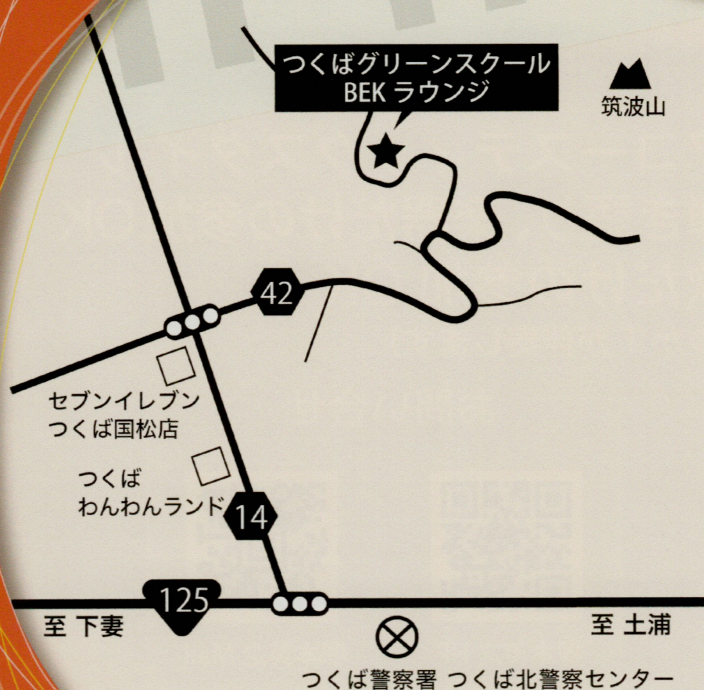 つくばグリーンスクール
BEK ラウンジ
筑波山
42
セブンイレブン
つくば国松店
つくば
わんわんランド
14
125
至 下妻
至 土浦
つくば警察署 つくば北警察センター